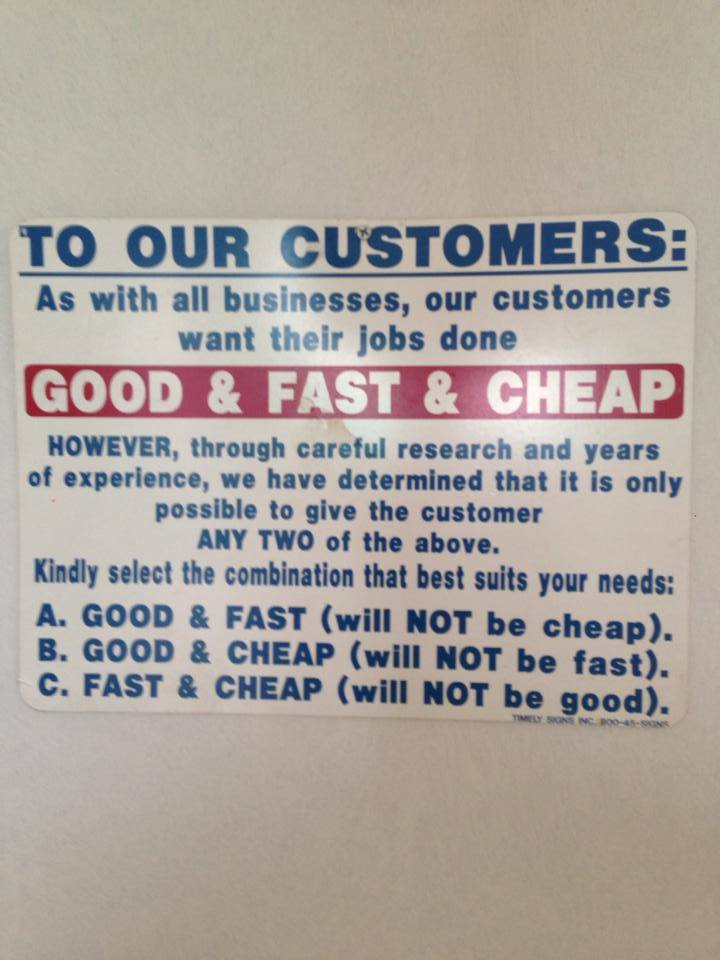 TO OUR CUSTOMERS:
As with all businesses, our customers
want their jobs done
GOOD & FAST & CHEAP
HOWEVER, through careful research and years
of experience, we have determined that it is only
possible to give the customer
ANY TWO of the above.
Kindly select the combination that best suits your needs:
A. GOOD & FAST (will NOT be cheap).
B. GOOD & CHEAP (will NOT be fast).
C. FAST & CHEAP (will NOT be good).
TIMELY SIGNS INC. 800-45-SIGNS